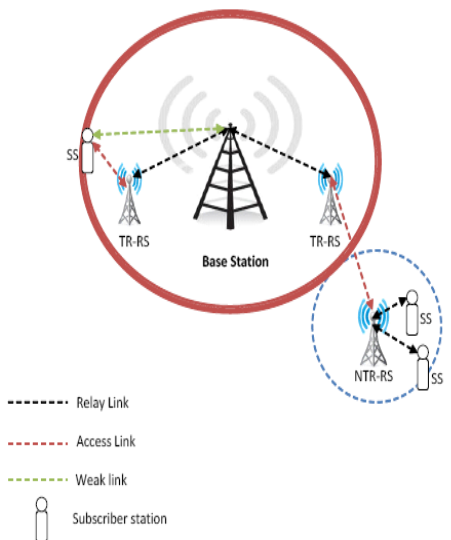 SS
TR-RS
TR-RS
Base Station
SS
NTR-RS
SS
Relay Link
Access Link
Weak link
Subscriber station